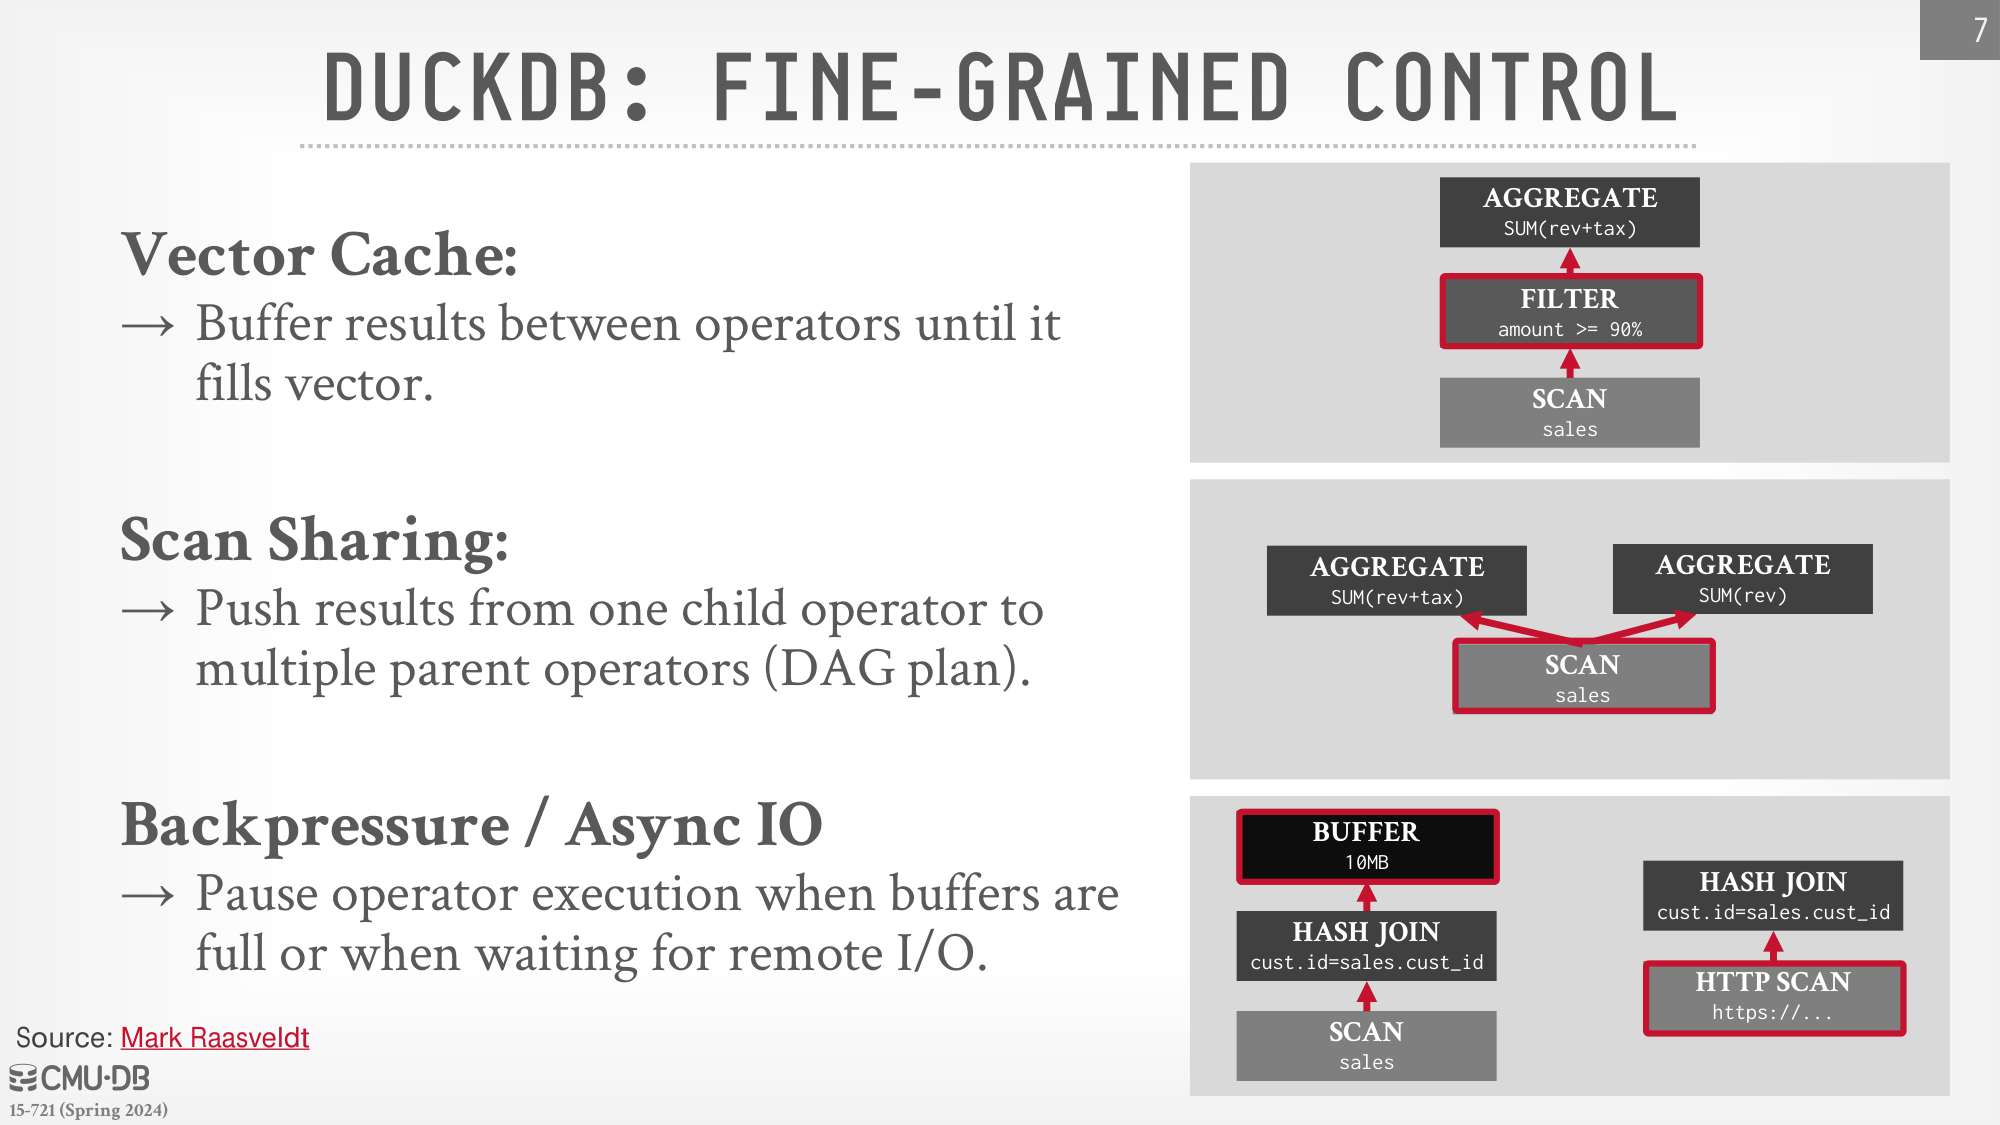 7
DUCKDB: FINE-GRAINED CONTROL
Vector Cache:
→ Buffer results between operators until it
fills vector.
AGGREGATE
SUM(rev+tax)
FILTER
amount >= 90%
SCAN
sales
Scan Sharing:
→ Push results from one child operator to
multiple parent operators (DAG plan).
AGGREGATE
SUM(rev+tax)
AGGREGATE
SUM(rev)
SCAN
sales
Backpressure / Async IO
→ Pause operator execution when buffers are
full or when waiting for remote I/O.
BUFFER
10MB
HASH JOIN
cust.id=sales.cust_id
SCAN
sales
HASH JOIN
cust.id=sales.cust_id
HTTP SCAN
https://...
Source: Mark Raasveldt
CMU·DB
15-721 (Spring 2024)